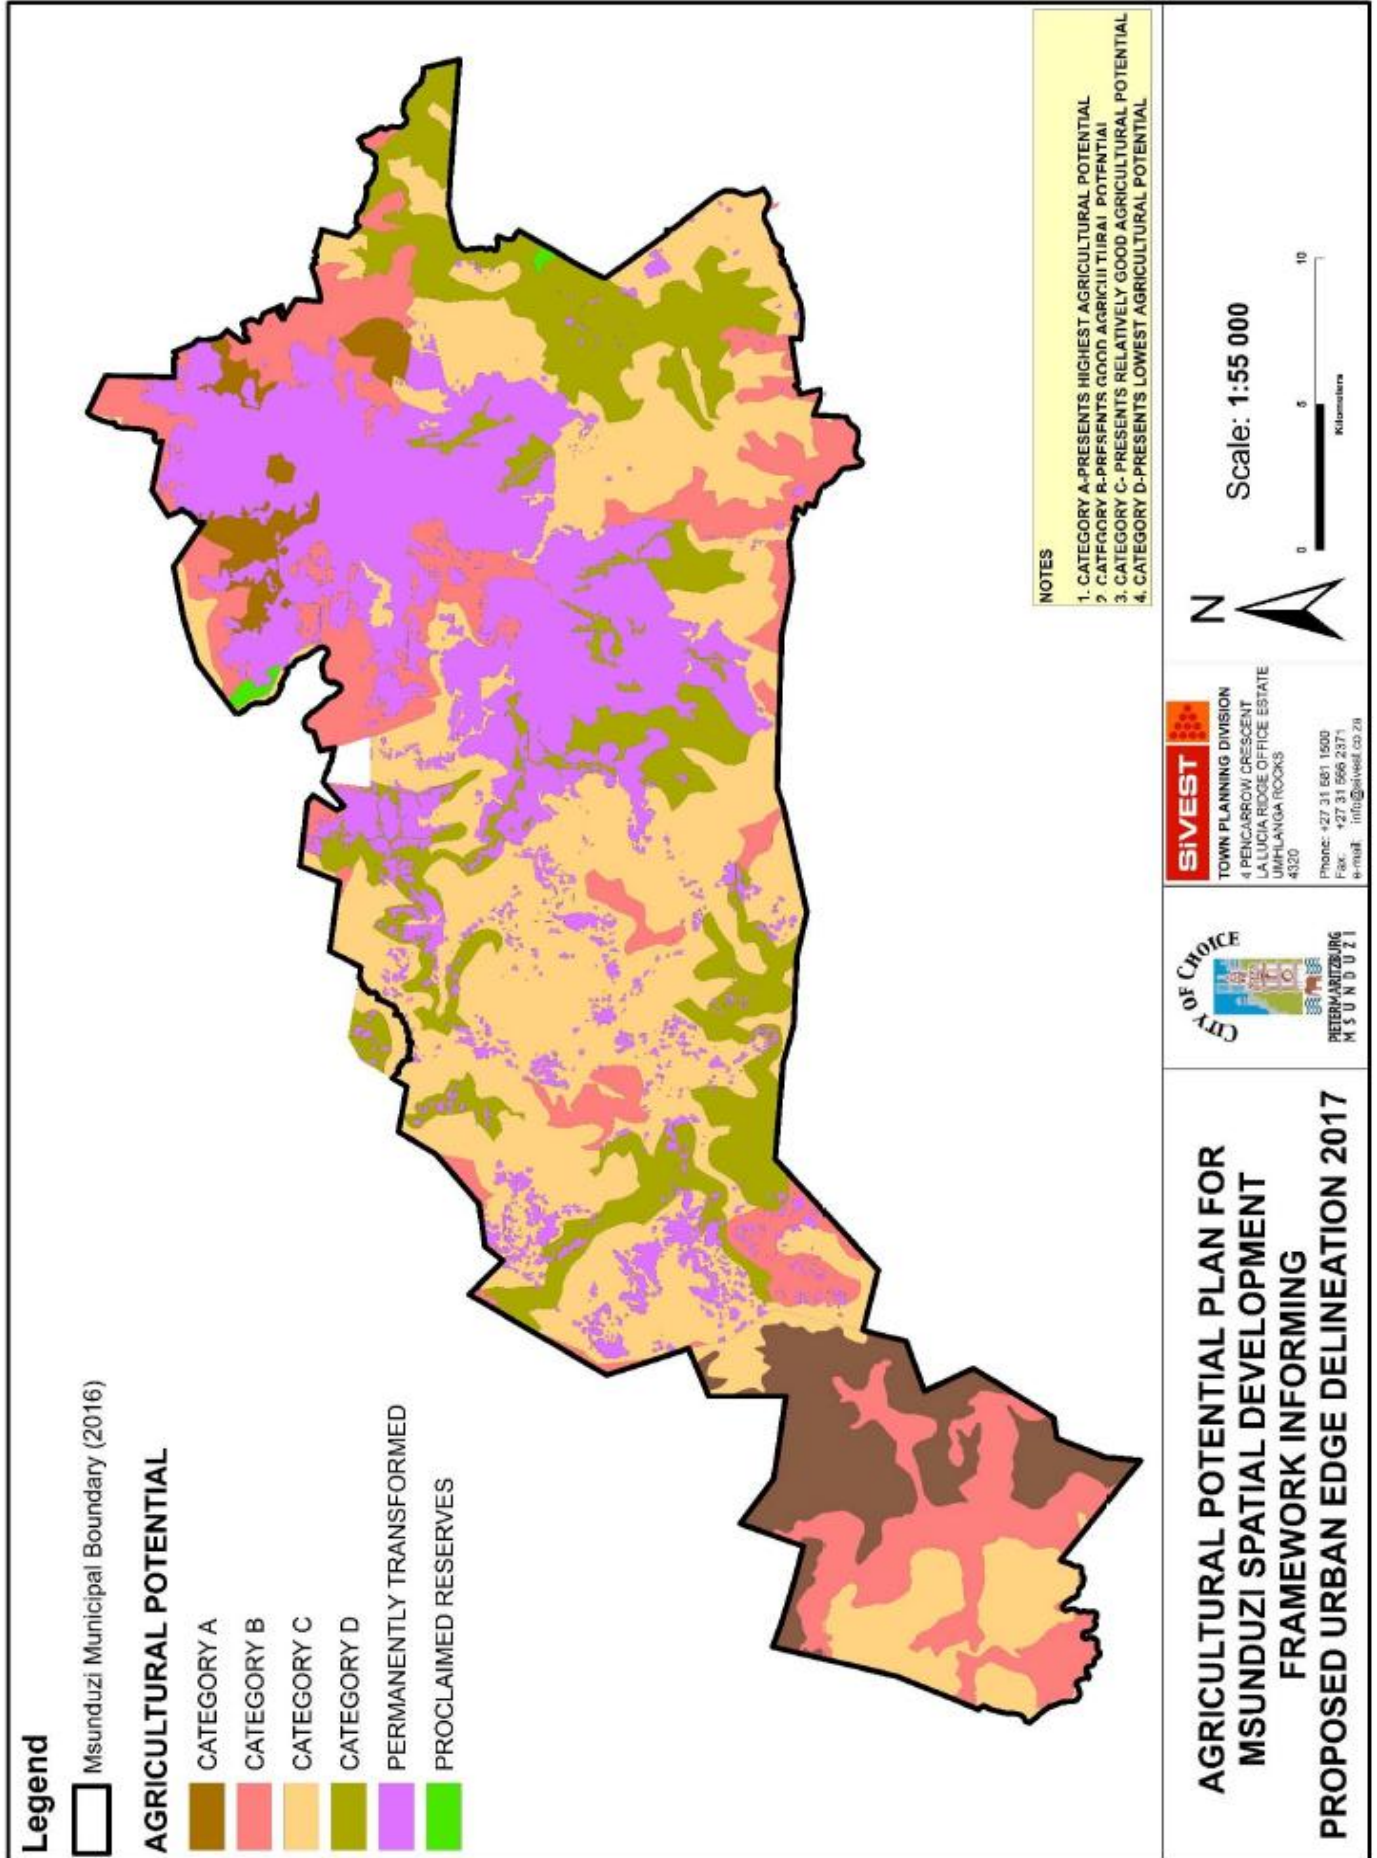 Legend
Msunduzi Municipal Boundary (2016)
AGRICULTURAL POTENTIAL
CATEGORY A
CATEGORY B
CATEGORY C
CATEGORY D
PERMANENTLY TRANSFORMED
PROCLAIMED RESERVES
NOTES
1. CATEGORY A-PRESENTS HIGHEST AGRICULTURAL POTENTIAL
2. CATEGORY B-PRESENTS GOOD AGRICULTURAL POTENTIAL
3. CATEGORY C- PRESENTS RELATIVELY GOOD AGRICULTURAL POTENTIAL
4. CATEGORY D-PRESENTS LOWEST AGRICULTURAL POTENTIAL
AGRICULTURAL POTENTIAL PLAN FOR
MSUNDUZI SPATIAL DEVELOPMENT
FRAMEWORK INFORMING
PROPOSED URBAN EDGE DELINEATION 2017
CITY OF CHOICE
PIETERMARITZBURG
MSUNDUZI
SiVEST
TOWN PLANNING DIVISION
4 PENCARROW CRESCENT
LA LUCIA RIDGE OFFICE ESTATE
UMHLANGA ROCKS
4320
Phone: +27 31 581 1500
Fax: +27 31 566 2371
e-mail: info@sivest.co.za
N
Scale: 1:55 000
0 5 10
Kilometers